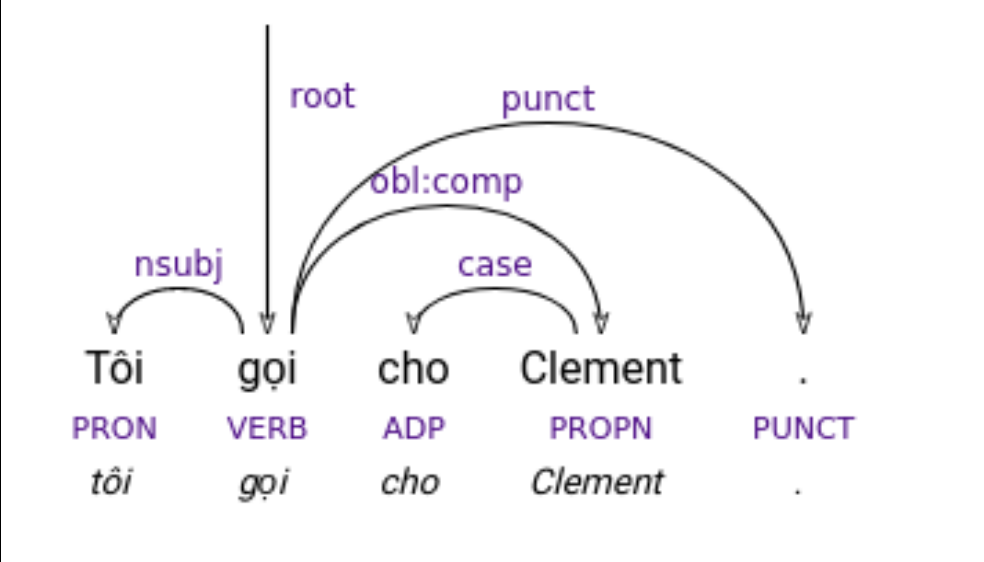 root
punct
obl:comp
nsubj case
Tôi gọi cho Clement .
PRON VERB ADP PROPN PUNCT
tôi gọi cho Clement .